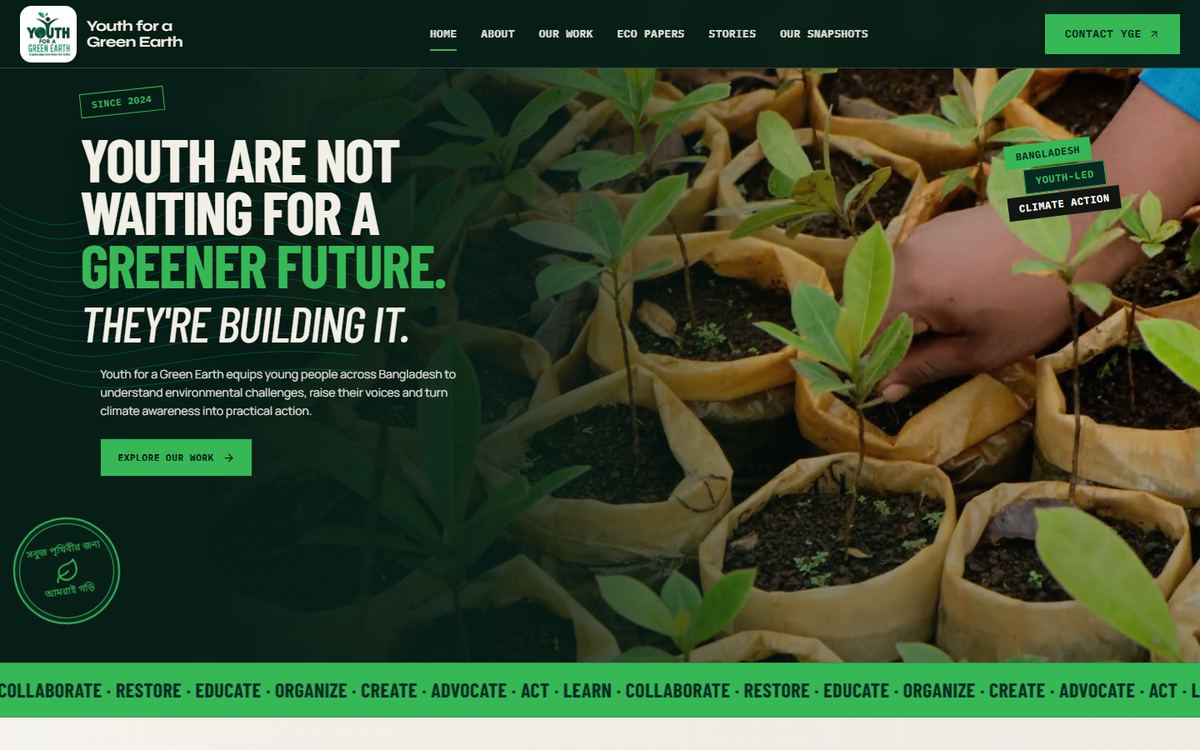 YOUTH
FOR A
GREEN EARTH
Youth for a
Green Earth
HOME ABOUT OUR WORK ECO PAPERS STORIES OUR SNAPSHOTS
CONTACT YGE
SINCE 2024
YOUTH ARE NOT
WAITING FOR A
GREENER FUTURE.
THEY'RE BUILDING IT.
Youth for a Green Earth equips young people across Bangladesh to
understand environmental challenges, raise their voices and turn
climate awareness into practical action.
EXPLORE OUR WORK
BANGLADESH
YOUTH-LED
CLIMATE ACTION
সবুজ পৃথিবীর জন্য
আমরাই গড়ি
COLLABORATE · RESTORE · EDUCATE · ORGANIZE · CREATE · ADVOCATE · ACT · LEARN · COLLABORATE · RESTORE · EDUCATE · ORGANIZE · CREATE · ADVOCATE · ACT · L